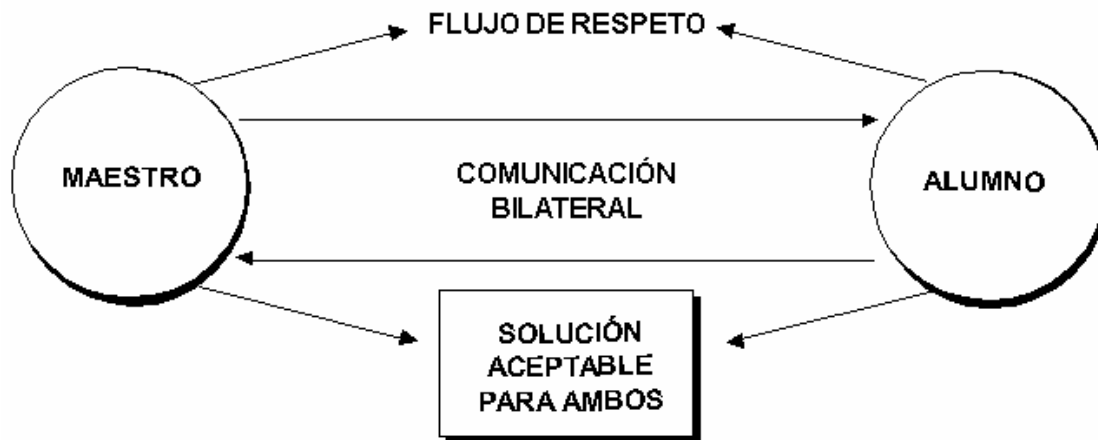 FLUJO DE RESPETO
MAESTRO
COMUNICACIÓN
BILATERAL
ALUMNO
SOLUCIÓN
ACEPTABLE
PARA AMBOS